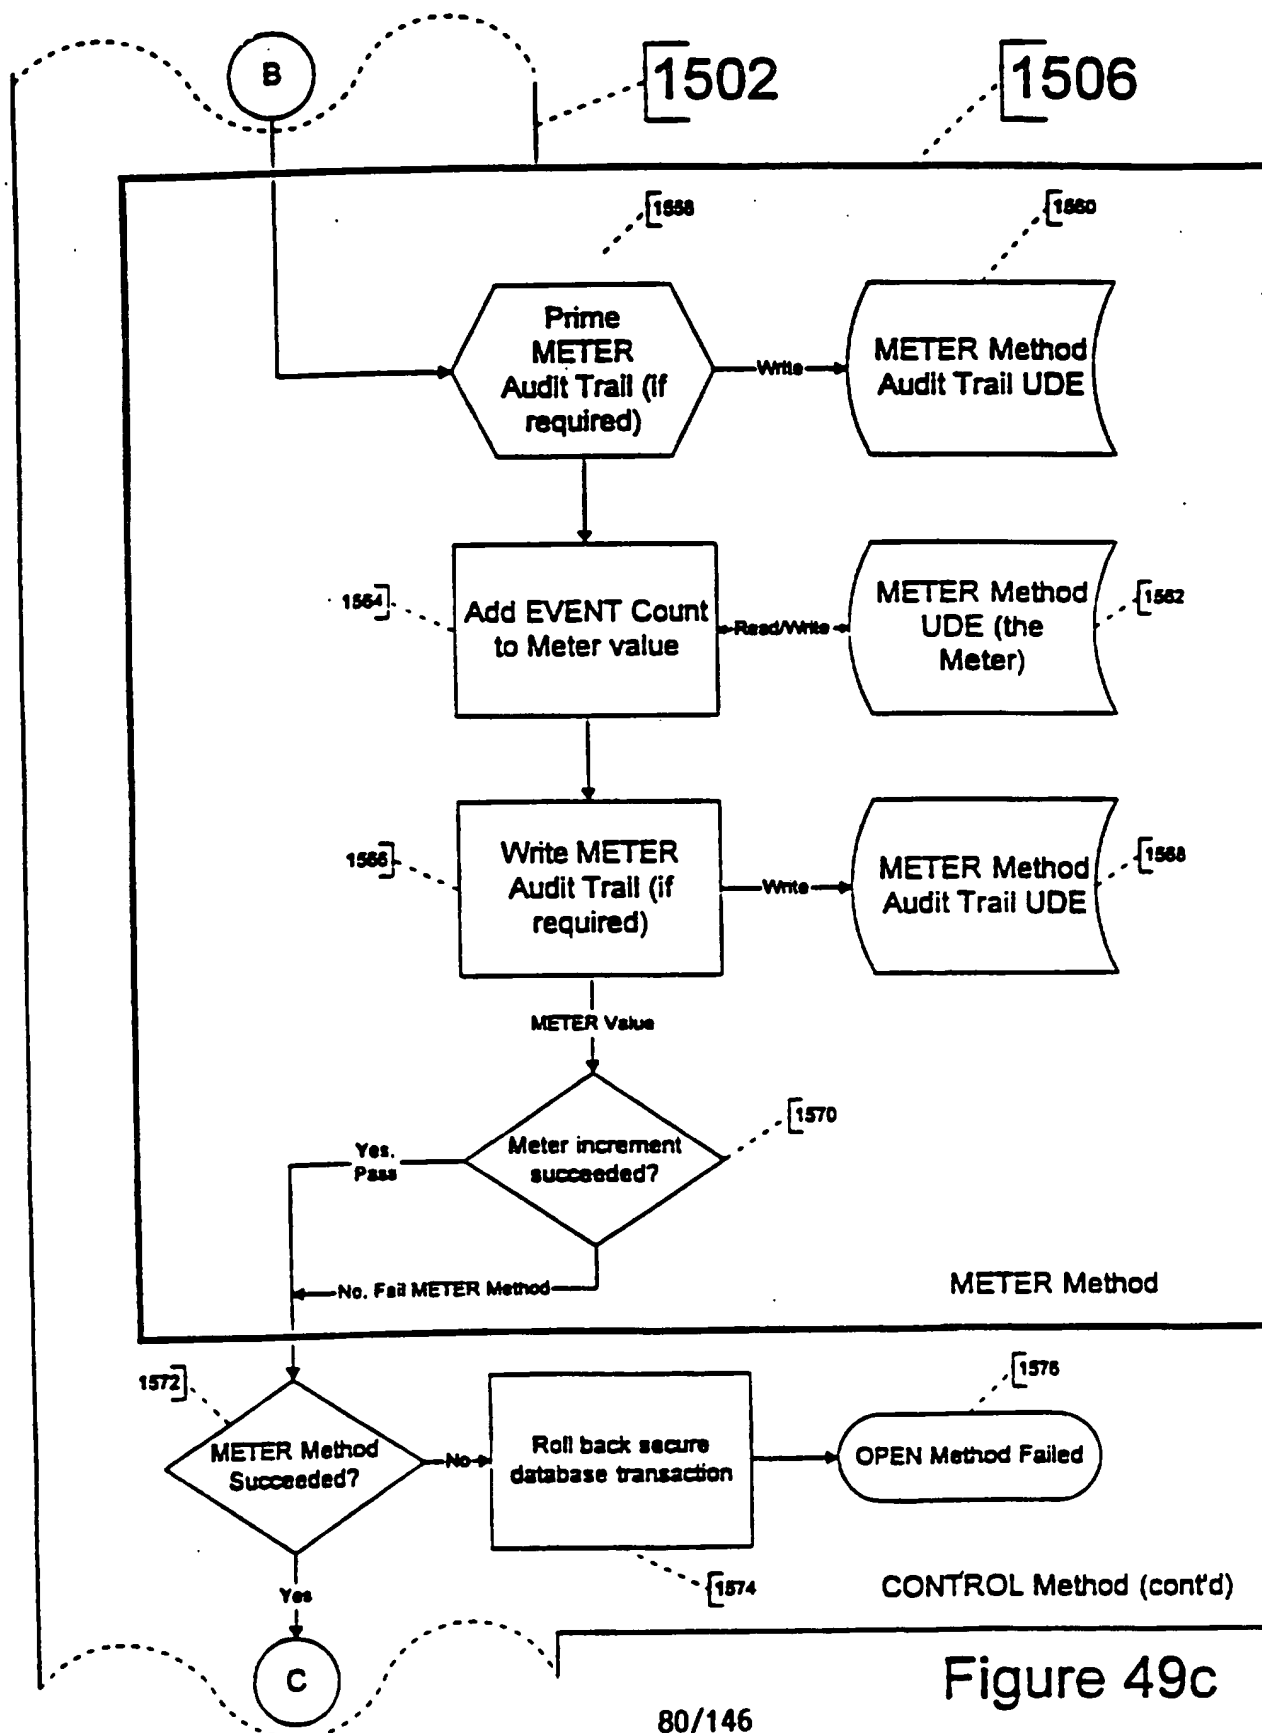 B
1502
1506
1558
1560
Prime
METER
Audit Trail (if
required)
Write
METER Method
Audit Trail UDE
1564
Add EVENT Count
to Meter value
Read/Write
METER Method
UDE (the
Meter)
1562
1566
Write METER
Audit Trail (if
required)
Write
METER Method
Audit Trail UDE
1568
METER Value
Meter increment
succeeded?
1570
Yes.
Pass
No. Fail METER Method
METER Method
1572
METER Method
Succeeded?
No
Roll back secure
database transaction
1576
OPEN Method Failed
1574
Yes
CONTROL Method (cont'd)
C
Figure 49c
80/146